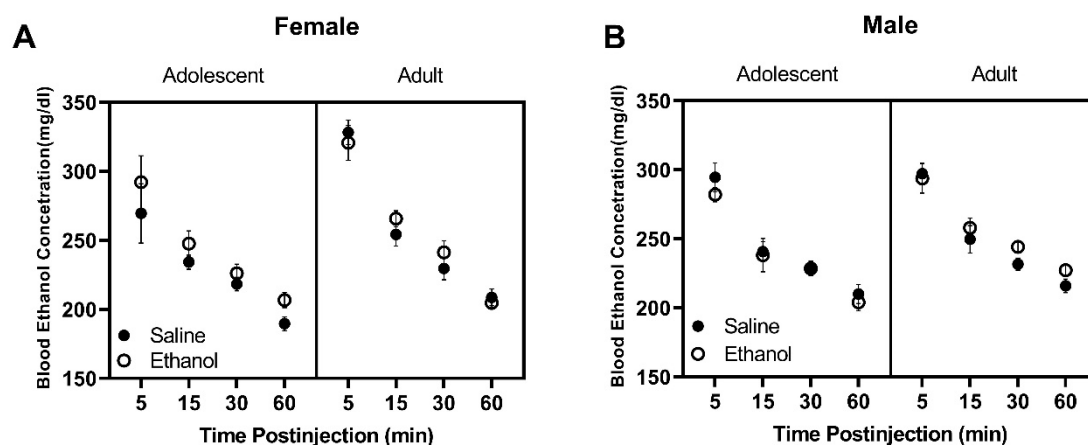 A
Female
Adolescent
Adult
Blood Ethanol Concetration(mg/dl)
350
300
250
200
150
Saline
Ethanol
5 15 30 60 5 15 30 60
Time Postinjection (min)
B
Male
Adolescent
Adult
Blood Ethanol Concetration(mg/dl)
350
300
250
200
150
Saline
Ethanol
5 15 30 60 5 15 30 60
Time Postinjection (min)